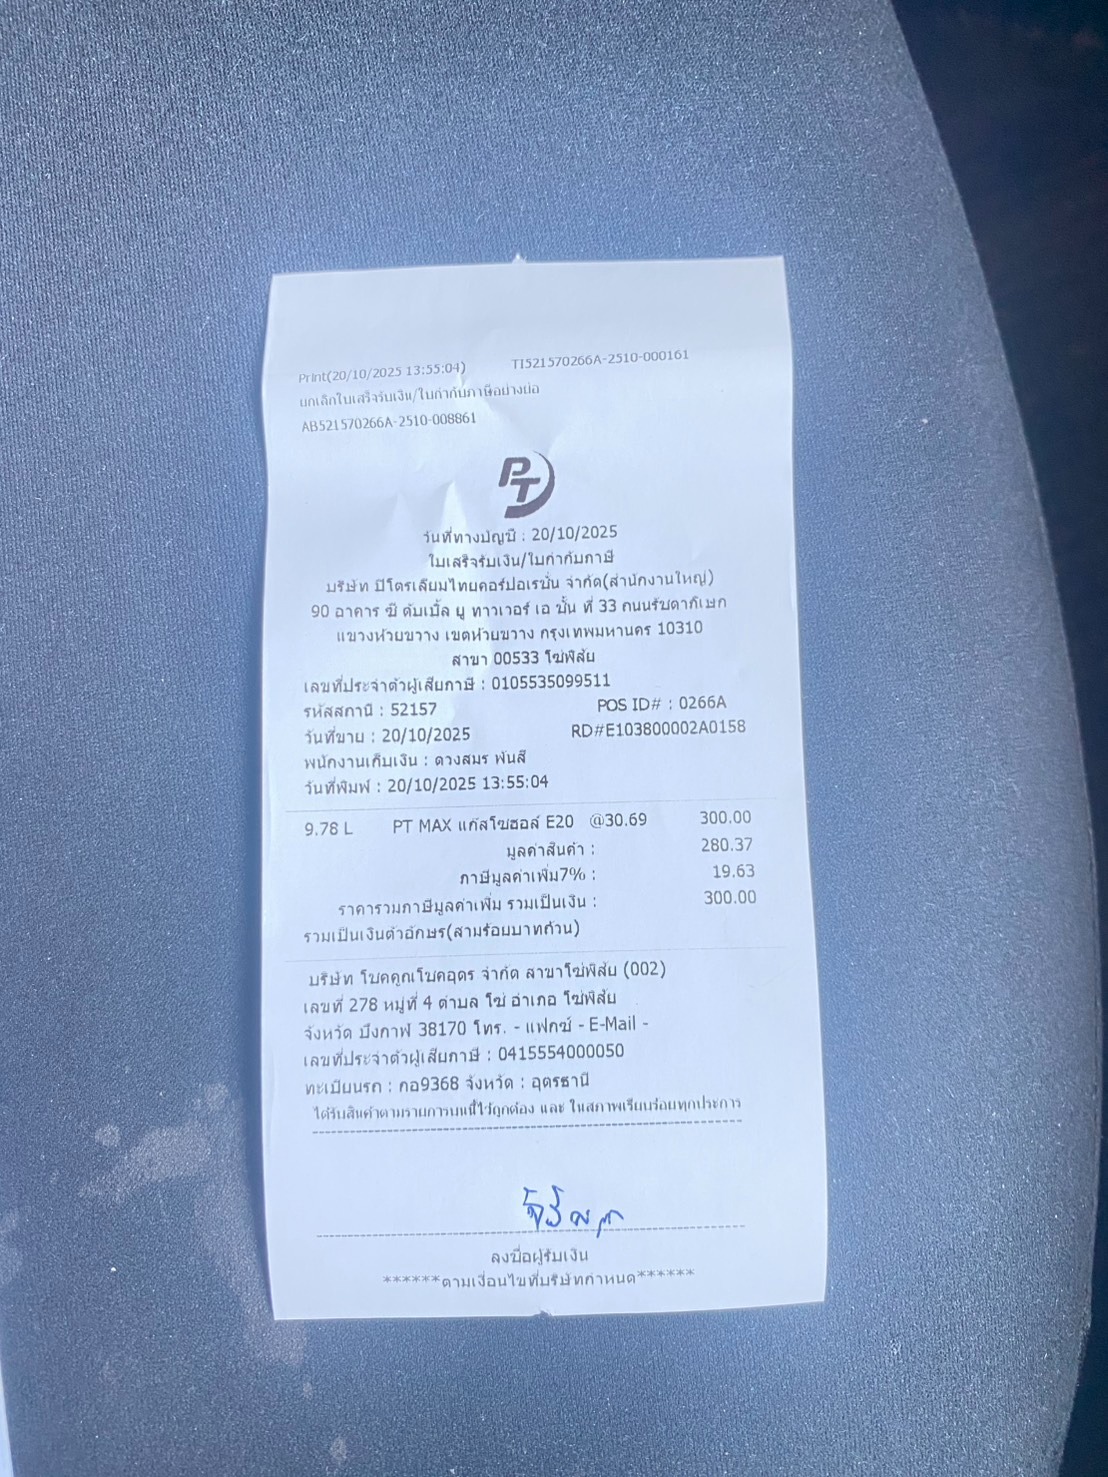 Print(20/10/2025 13:55:04) TI521570266A-2510-000161
ยกเลิกใบเสร็จรับเงิน/ใบกำกับภาษีอย่างย่อ
AB521570266A-2510-008861
PT
วันที่ทางบัญชี : 20/10/2025
ใบเสร็จรับเงิน/ใบกำกับภาษี
บริษัท ปิโตรเลียมไทยคอร์ปอเรชั่น จำกัด(สำนักงานใหญ่)
90 อาคาร ซี ดับเบิ้ล ยู ทาวเวอร์ เอ ชั้น ที่ 33 ถนนรัชดาภิเษก
แขวงห้วยขวาง เขตห้วยขวาง กรุงเทพมหานคร 10310
สาขา 00533 โซ่พิสัย
เลขที่ประจำตัวผู้เสียภาษี : 0105535099511
รหัสสถานี : 52157 POS ID# : 0266A
วันที่ขาย : 20/10/2025 RD#E103800002A0158
พนักงานเก็บเงิน : ดวงสมร พันสี
วันที่พิมพ์ : 20/10/2025 13:55:04
9.78 L PT MAX แก๊สโซฮอล์ E20 @30.69 300.00
มูลค่าสินค้า : 280.37
ภาษีมูลค่าเพิ่ม7% : 19.63
ราคารวมภาษีมูลค่าเพิ่ม รวมเป็นเงิน : 300.00
รวมเป็นเงินตัวอักษร(สามร้อยบาทถ้วน)
บริษัท โชคคูณโชคอุดร จำกัด สาขาโซ่พิสัย (002)
เลขที่ 278 หมู่ที่ 4 ตำบล โซ่ อำเภอ โซ่พิสัย
จังหวัด บึงกาฬ 38170 โทร. - แฟกซ์ - E-Mail -
เลขที่ประจำตัวผู้เสียภาษี : 0415554000050
ทะเบียนรถ : กอ9368 จังหวัด : อุดรธานี
ได้รับสินค้าตามรายการบนนี้ไว้ถูกต้อง และ ในสภาพเรียบร้อยทุกประการ
ลงชื่อผู้รับเงิน
******ตามเงื่อนไขที่บริษัทกำหนด******